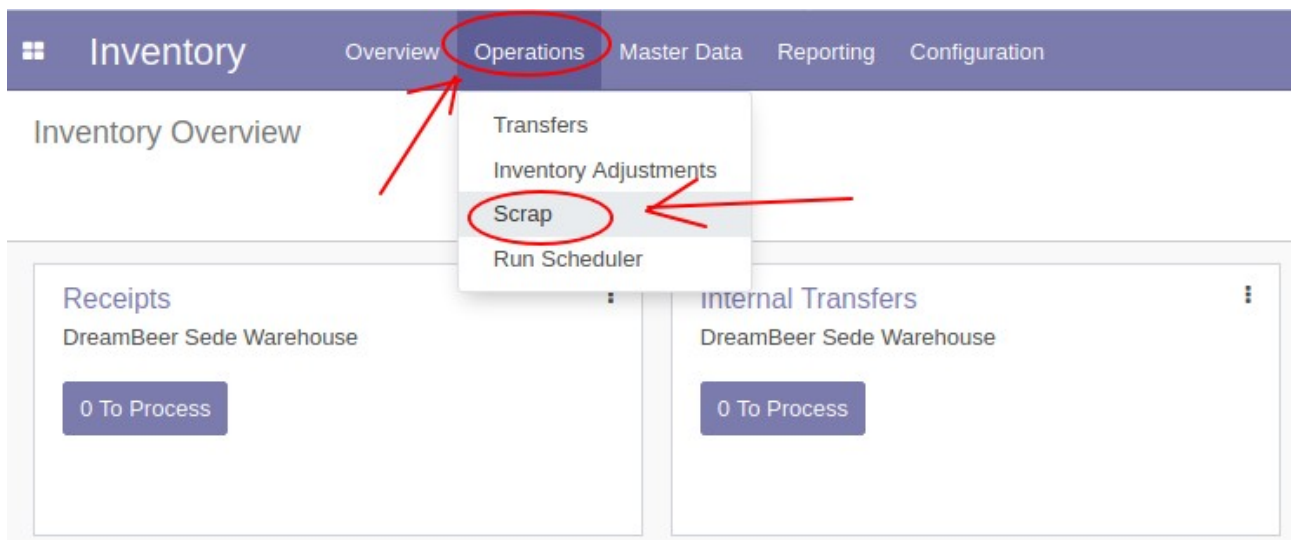 Inventory Overview Operations Master Data Reporting Configuration
Inventory Overview
Transfers
Inventory Adjustments
Scrap
Run Scheduler
Receipts
DreamBeer Sede Warehouse
0 To Process
Internal Transfers
DreamBeer Sede Warehouse
0 To Process